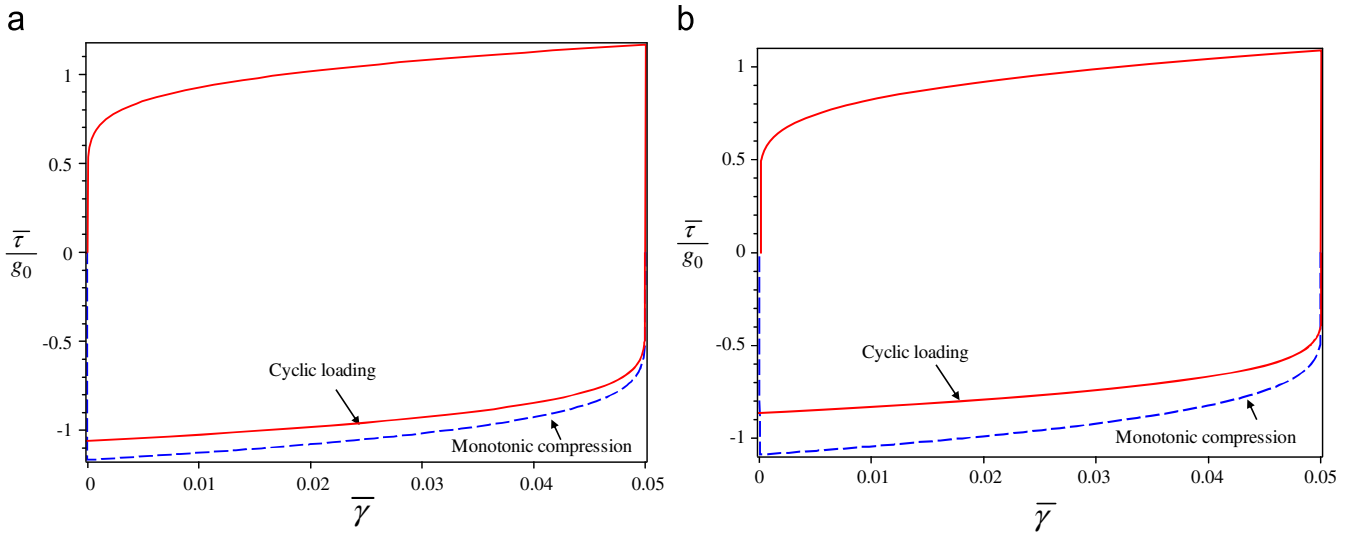 a
1
0.5
0
-0.5
-1
τ̅
g₀
Cyclic loading
Monotonic compression
0 0.01 0.02 0.03 0.04 0.05
γ̅
b
1
0.5
0
-0.5
-1
τ̅
g₀
Cyclic loading
Monotonic compression
0 0.01 0.02 0.03 0.04 0.05
γ̅